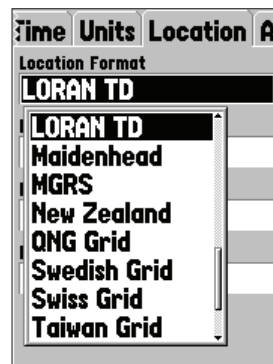 Time Units Location A
Location Format
LORAN TD
LORAN TD
Maidenhead
MGRS
New Zealand
QNG Grid
Swedish Grid
Swiss Grid
Taiwan Grid